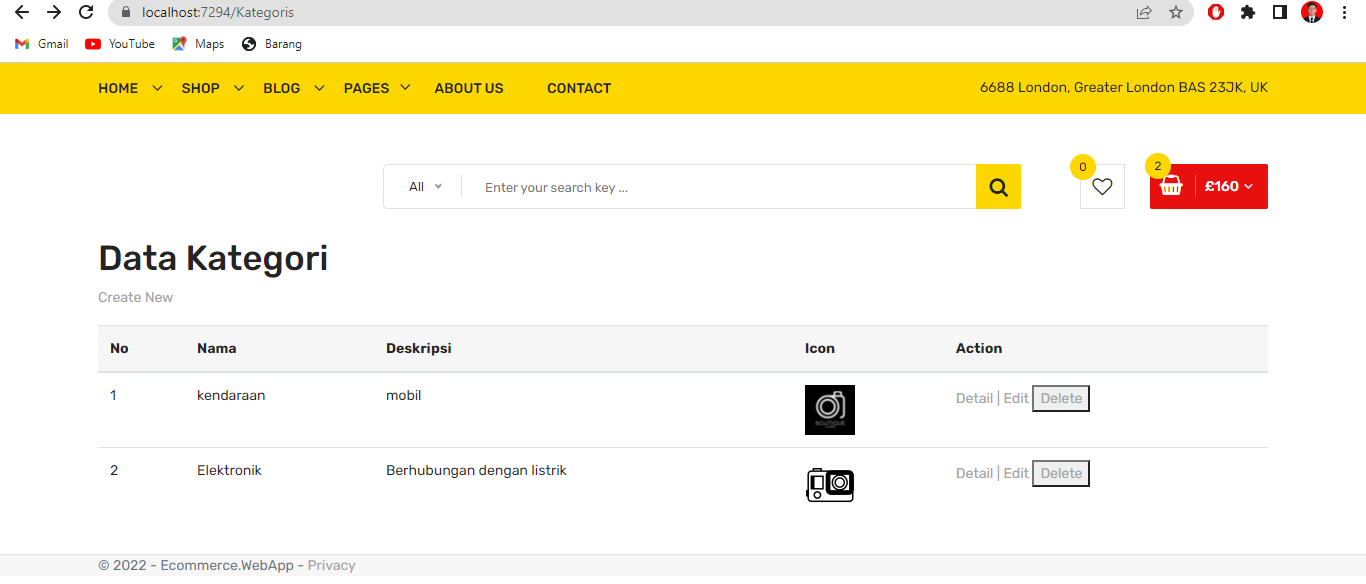 localhost:7294/Kategoris
Gmail YouTube Maps Barang
HOME SHOP BLOG PAGES ABOUT US CONTACT 6688 London, Greater London BAS 23JK, UK
All Enter your search key ... 0 2 £160
Data Kategori
Create New
No Nama Deskripsi Icon Action
1 kendaraan mobil Detail | Edit Delete
BOUTIQUE
2 Elektronik Berhubungan dengan listrik Detail | Edit Delete
© 2022 - Ecommerce.WebApp - Privacy